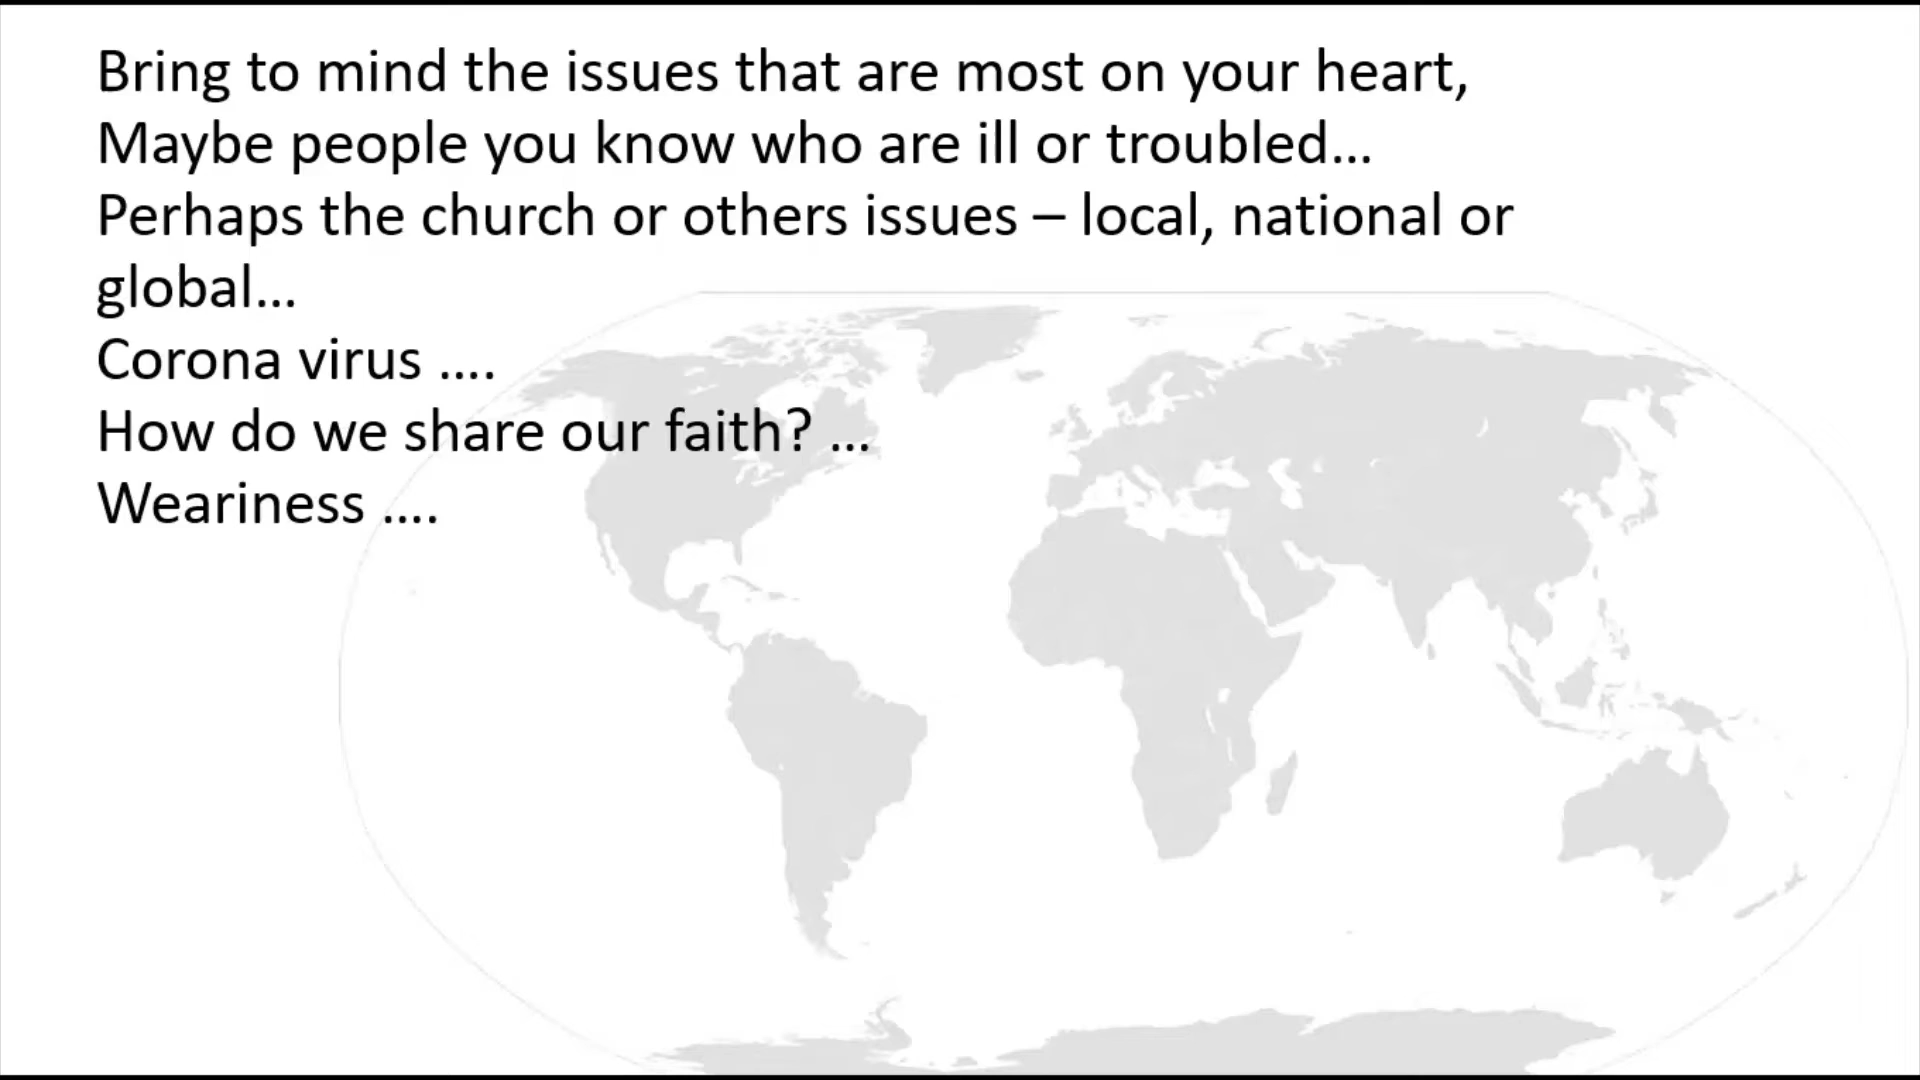 Bring to mind the issues that are most on your heart,
Maybe people you know who are ill or troubled…
Perhaps the church or others issues – local, national or
global…
Corona virus ….
How do we share our faith? …
Weariness ….